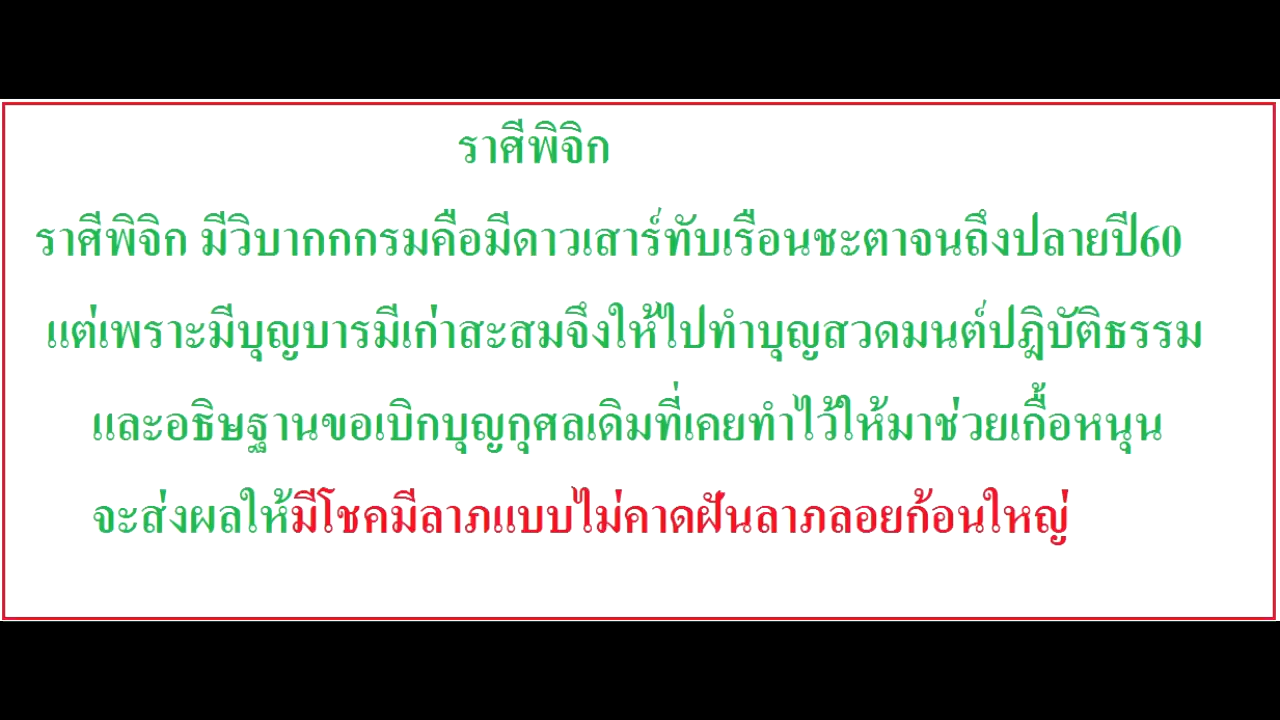 ราศีพิจิก
ราศีพิจิก มีวิบากกกรมคือมีดาวเสาร์ทับเรือนชะตาจนถึงปลายปี60
แต่เพราะมีบุญบารมีเก่าสะสมจึงให้ไปทำบุญสวดมนต์ปฎิบัติธรรม
และอธิษฐานขอเบิกบุญกุศลเดิมที่เคยทำไว้ให้มาช่วยเกื้อหนุน
จะส่งผลให้มีโชคมีลาภแบบไม่คาดฝันลาภลอยก้อนใหญ่